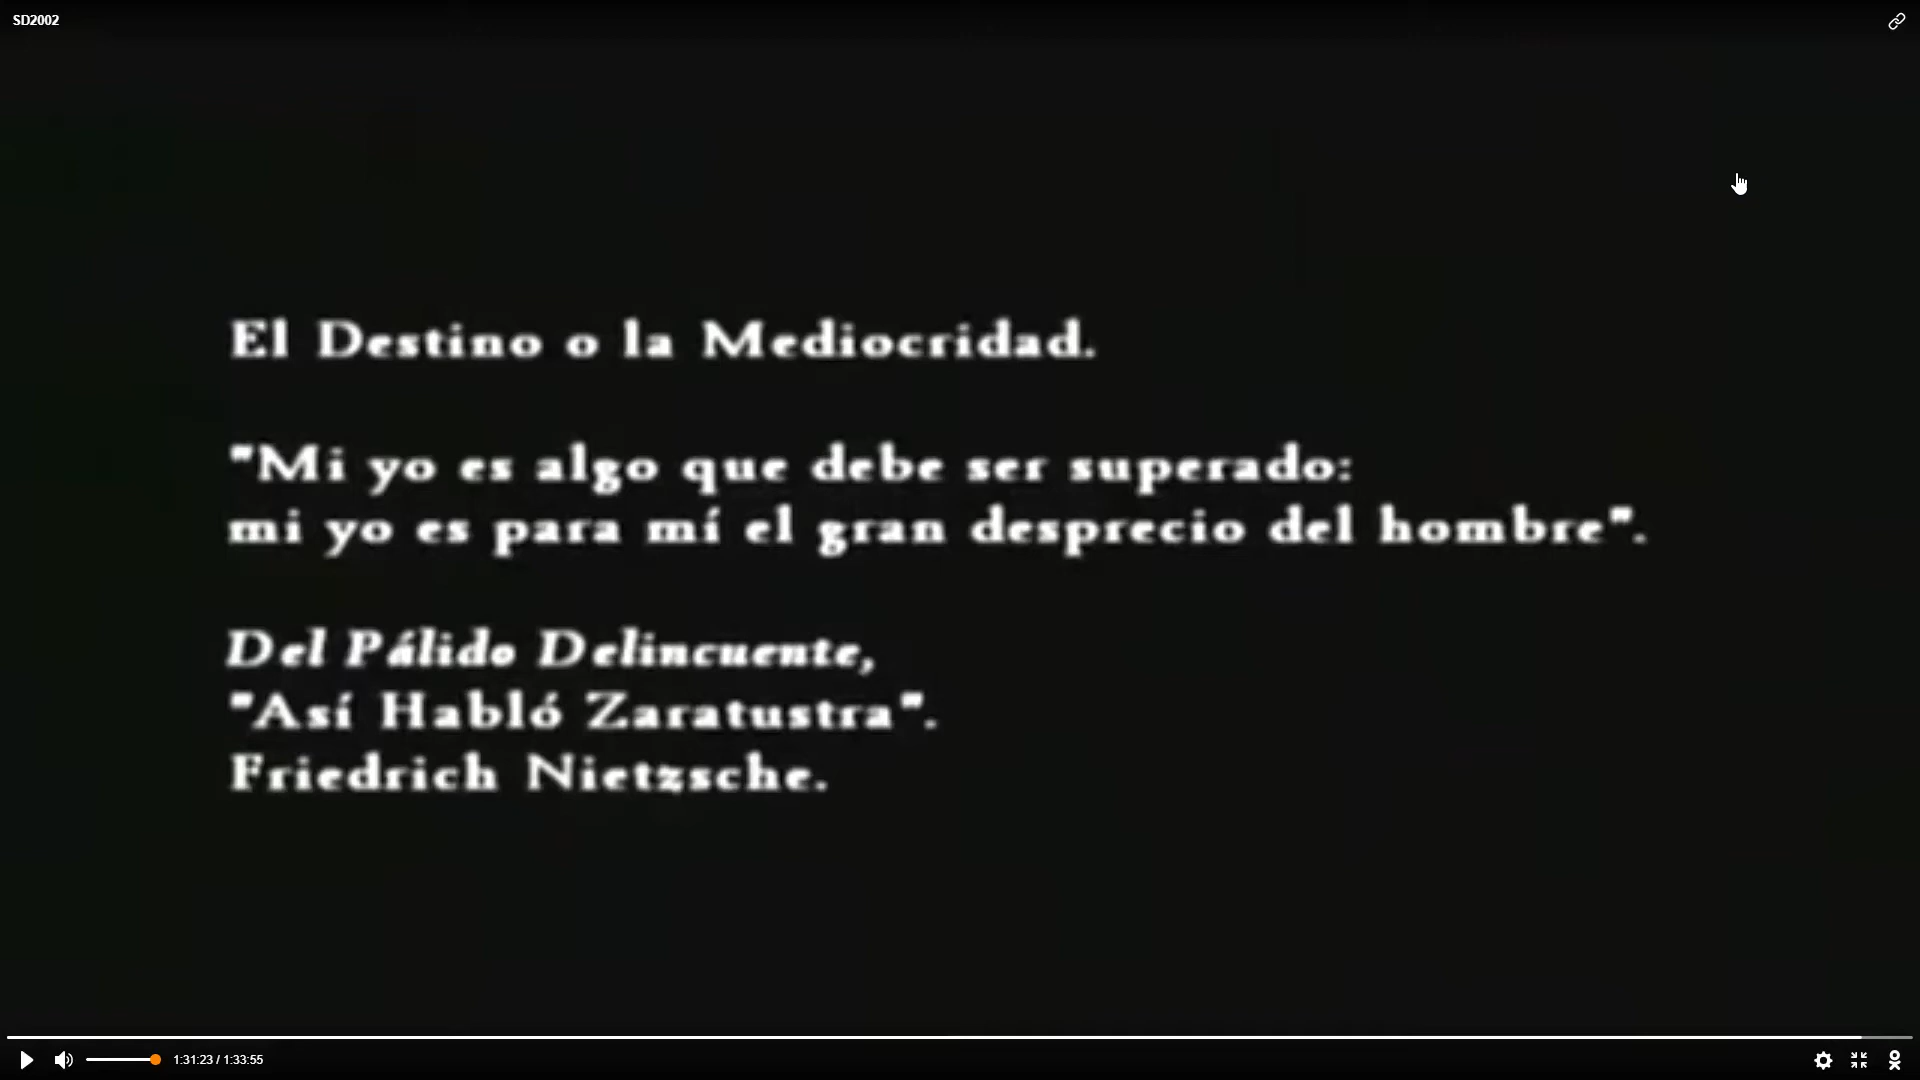 SD2002
El Destino o la Mediocridad.
"Mi yo es algo que debe ser superado:
mi yo es para mí el gran desprecio del hombre".
Del Pálido Delincuente,
"Así Habló Zaratustra".
Friedrich Nietzsche.
1:31:23 / 1:33:55